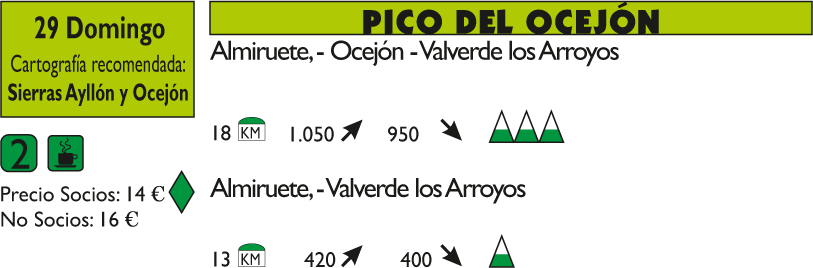 29 Domingo
Cartografía recomendada:
Sierras Ayllón y Ocejón
2
Precio Socios: 14 €
No Socios: 16 €
PICO DEL OCEJÓN
Almiruete, - Ocejón - Valverde los Arroyos
18 KM 1.050 950
Almiruete, - Valverde los Arroyos
13 KM 420 400